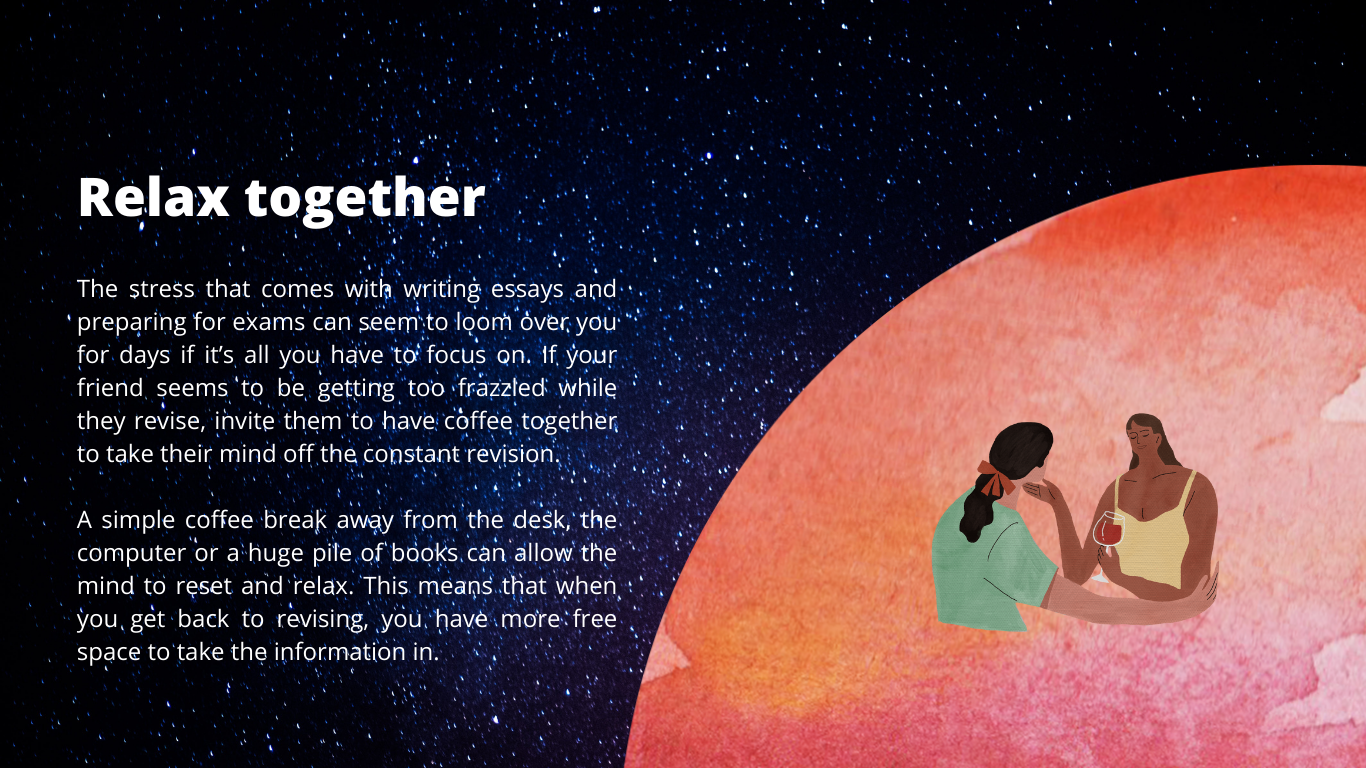 Relax together
The stress that comes with writing essays and
preparing for exams can seem to loom over you
for days if it’s all you have to focus on. If your
friend seems to be getting too frazzled while
they revise, invite them to have coffee together
to take their mind off the constant revision.
A simple coffee break away from the desk, the
computer or a huge pile of books can allow the
mind to reset and relax. This means that when
you get back to revising, you have more free
space to take the information in.